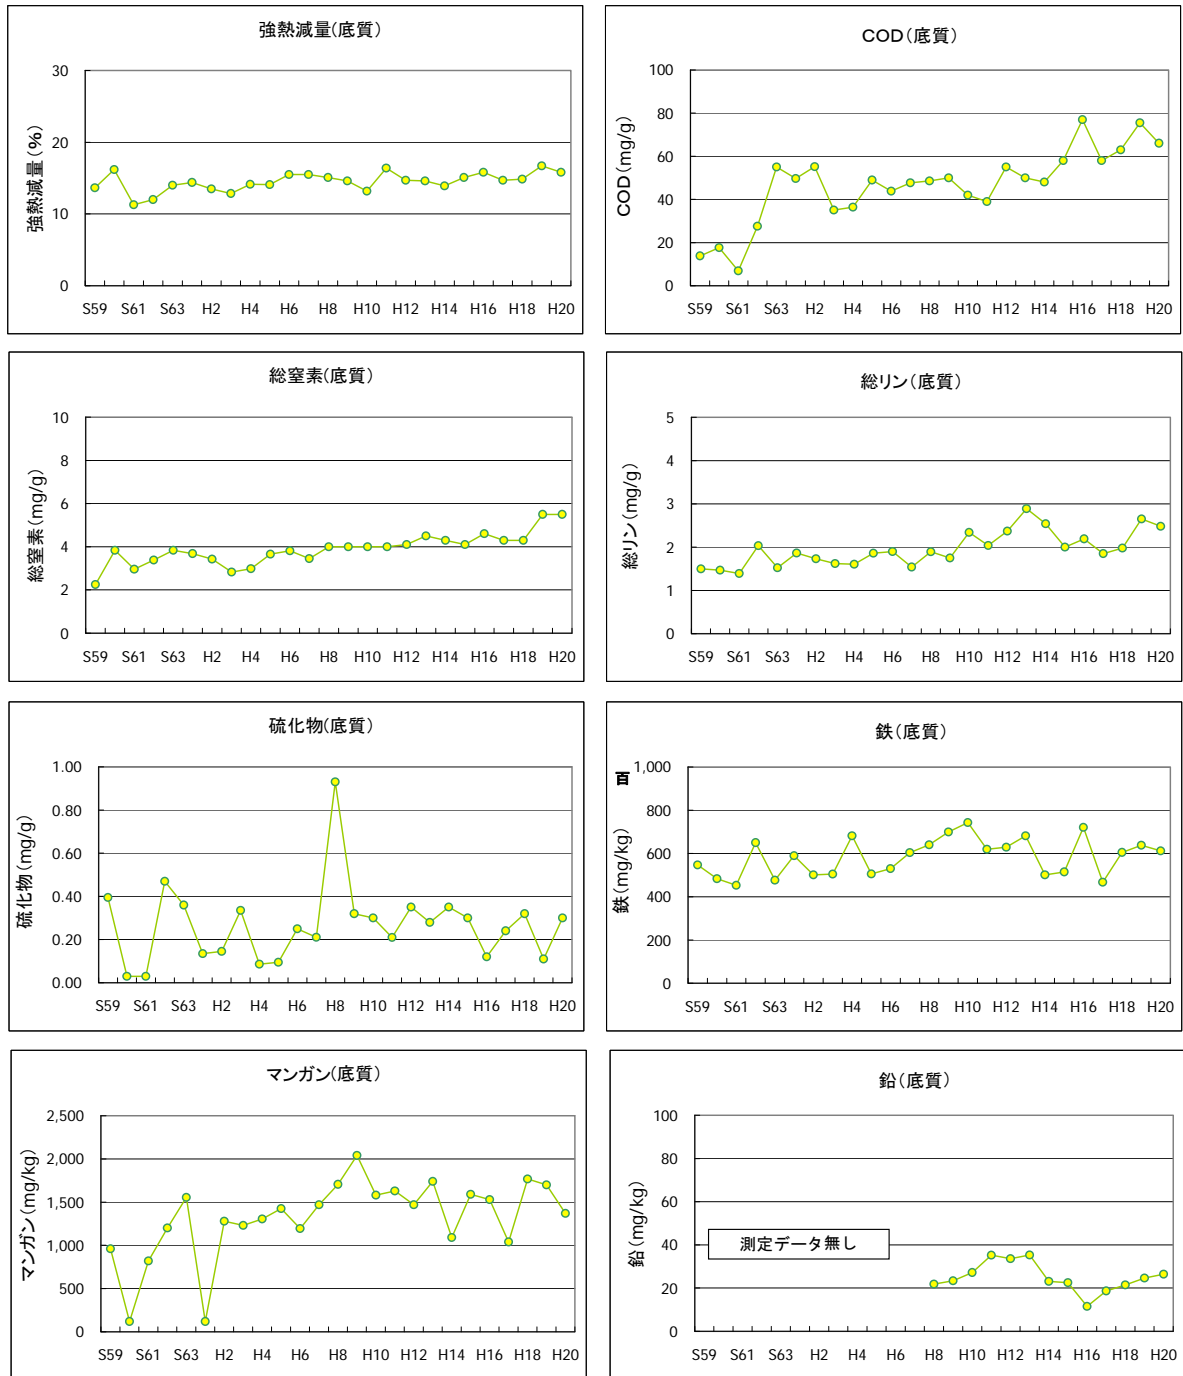 強熱減量(底質)
強熱減量(%)
30
20
10
0
S59 S61 S63 H2 H4 H6 H8 H10 H12 H14 H16 H18 H20
COD(底質)
COD(mg/g)
100
80
60
40
20
0
S59 S61 S63 H2 H4 H6 H8 H10 H12 H14 H16 H18 H20
総窒素(底質)
総窒素(mg/g)
10
8
6
4
2
0
S59 S61 S63 H2 H4 H6 H8 H10 H12 H14 H16 H18 H20
総リン(底質)
総リン(mg/g)
5
4
3
2
1
0
S59 S61 S63 H2 H4 H6 H8 H10 H12 H14 H16 H18 H20
硫化物(底質)
硫化物(mg/g)
1.00
0.80
0.60
0.40
0.20
0.00
S59 S61 S63 H2 H4 H6 H8 H10 H12 H14 H16 H18 H20
鉄(底質)
百
鉄(mg/kg)
1,000
800
600
400
200
0
S59 S61 S63 H2 H4 H6 H8 H10 H12 H14 H16 H18 H20
マンガン(底質)
マンガン(mg/kg)
2,500
2,000
1,500
1,000
500
0
S59 S61 S63 H2 H4 H6 H8 H10 H12 H14 H16 H18 H20
鉛(底質)
鉛(mg/kg)
100
80
60
40
20
0
測定データ無し
S59 S61 S63 H2 H4 H6 H8 H10 H12 H14 H16 H18 H20